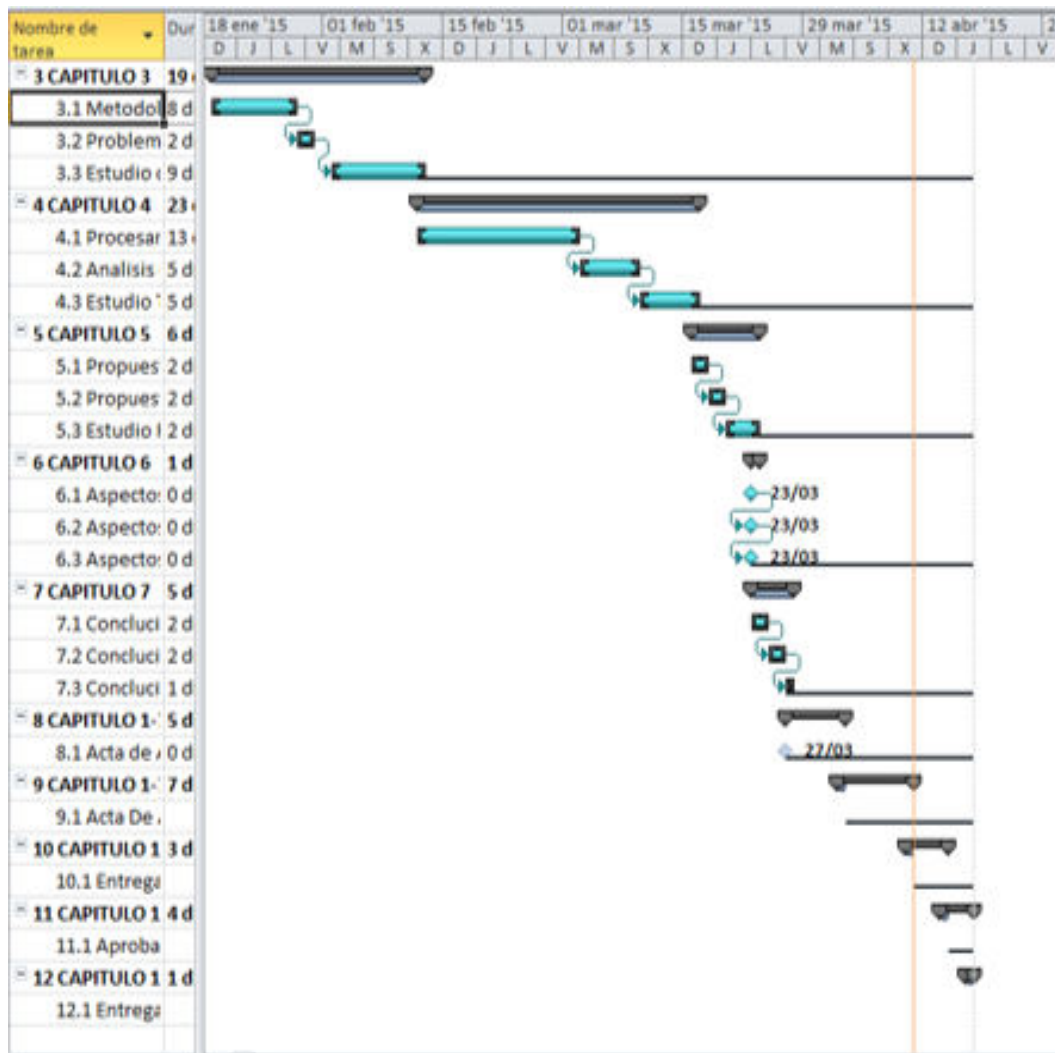 Nombre de tarea Dur 18 ene '15 01 feb '15 15 feb '15 01 mar '15 15 mar '15 29 mar '15 12 abr '15 2
D J L V M S X D J L V M S X D J L V M S X D J L V
3 CAPITULO 3 19
3.1 Metodol 8 d
3.2 Problem 2 d
3.3 Estudio 9 d
4 CAPITULO 4 23
4.1 Procesar 13
4.2 Analisis 5 d
4.3 Estudio 5 d
5 CAPITULO 5 6 d
5.1 Propues 2 d
5.2 Propues 2 d
5.3 Estudio 2 d
6 CAPITULO 6 1 d
6.1 Aspecto 0 d 23/03
6.2 Aspecto 0 d 23/03
6.3 Aspecto 0 d 23/03
7 CAPITULO 7 5 d
7.1 Concluci 2 d
7.2 Concluci 2 d
7.3 Concluci 1 d
8 CAPITULO 1- 5 d
8.1 Acta de 0 d 27/03
9 CAPITULO 1- 7 d
9.1 Acta De
10 CAPITULO 1 3 d
10.1 Entrega
11 CAPITULO 1 4 d
11.1 Aproba
12 CAPITULO 1 1 d
12.1 Entrega